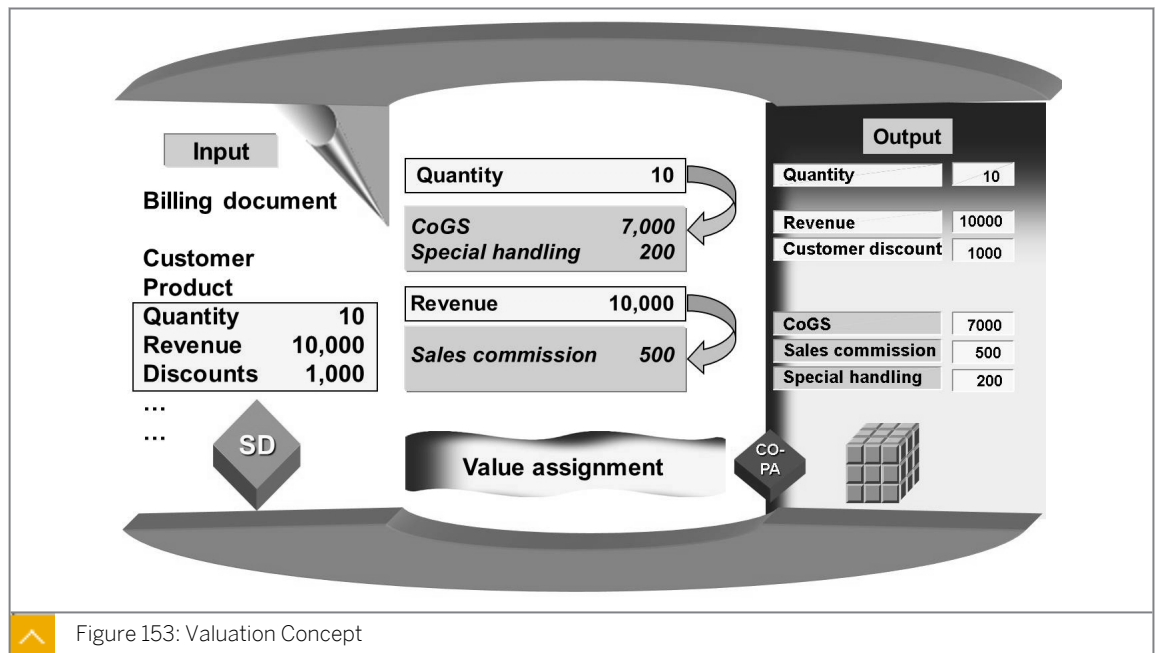 Input
Billing document
Customer
Product
Quantity 10
Revenue 10,000
Discounts 1,000
...
...
SD
Quantity 10
CoGS 7,000
Special handling 200
Revenue 10,000
Sales commission 500
Value assignment
CO-
PA
Output
Quantity 10
Revenue 10000
Customer discount 1000
CoGS 7000
Sales commission 500
Special handling 200
Figure 153: Valuation Concept